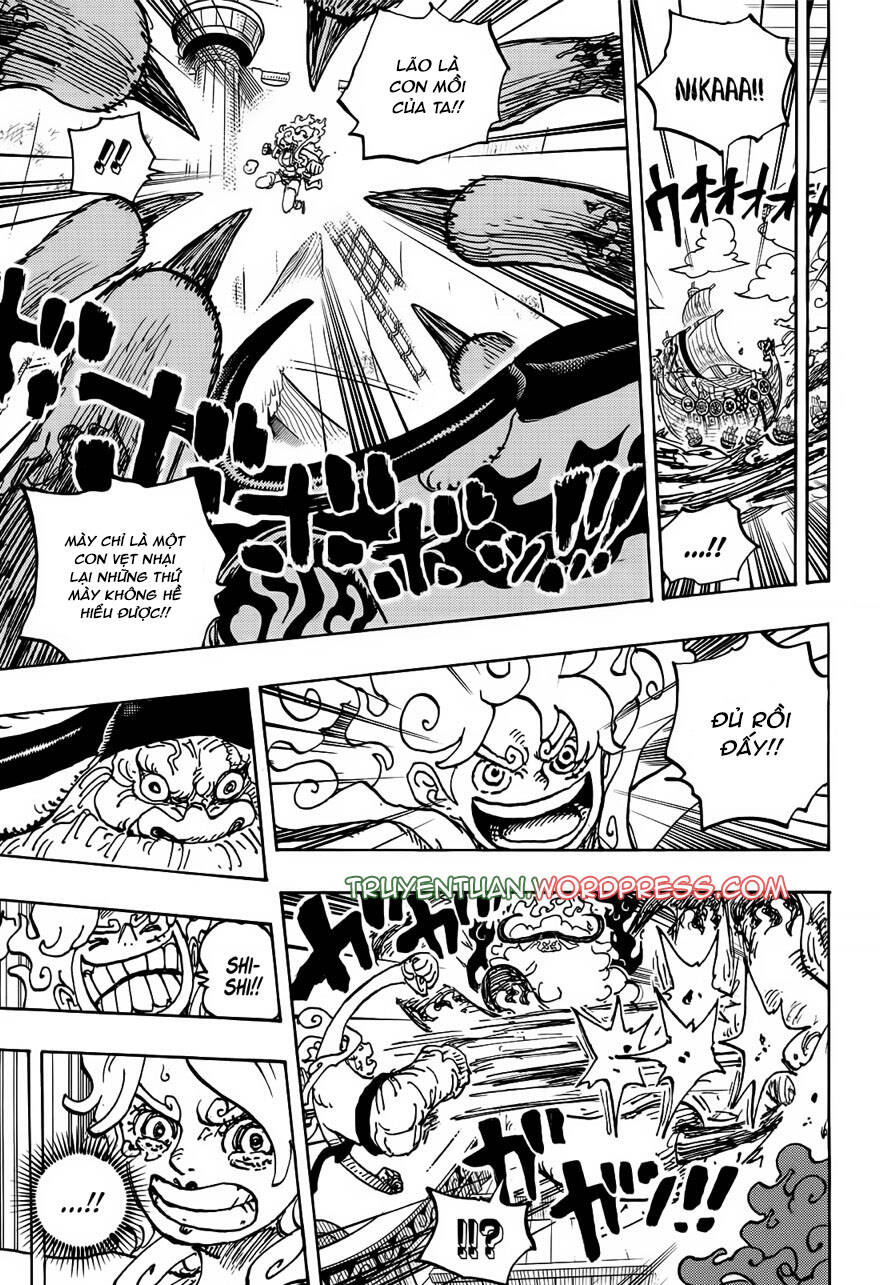 NIKAAA!!
ウオオオオ
...!!
LÃO LÀ
CON MỒI
CỦA TA!!
!!
MÀY CHỈ LÀ MỘT
CON VẸT NHẠI
LẠI NHỮNG THỨ
MÀY KHÔNG HỀ
HIỂU ĐƯỢC!!
ĐỦ RỒI
ĐẤY!!
TRUYENTUAN.WORDPRESS.COM
!!?
SHI-
SHI!!
...!!